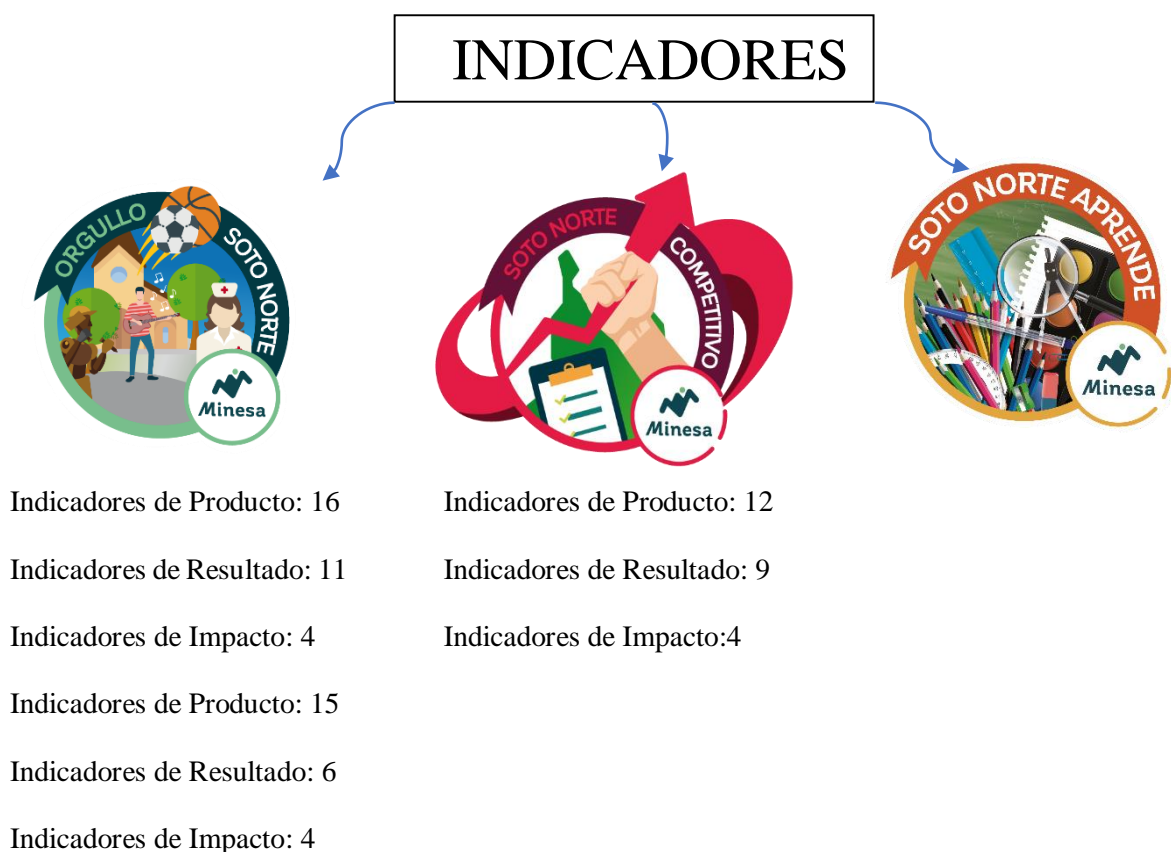 INDICADORES
ORGULLO SOTO NORTE
Minesa
SOTO NORTE COMPETITIVO
Minesa
SOTO NORTE APRENDE
Minesa
Indicadores de Producto: 16
Indicadores de Resultado: 11
Indicadores de Impacto: 4
Indicadores de Producto: 15
Indicadores de Resultado: 6
Indicadores de Impacto: 4
Indicadores de Producto: 12
Indicadores de Resultado: 9
Indicadores de Impacto:4